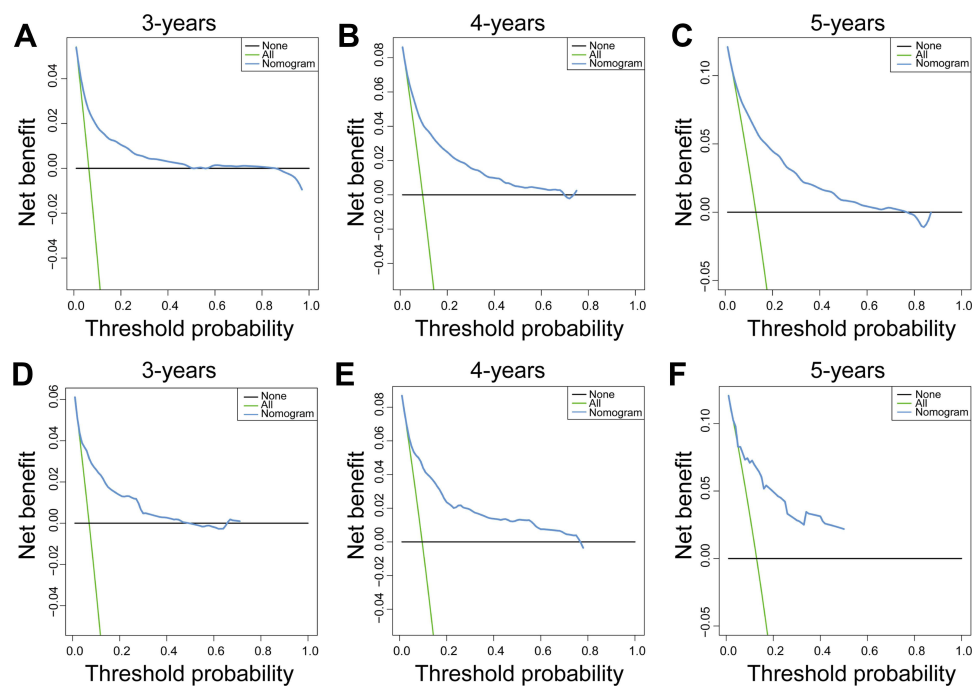 A
3-years
None
All
Nomogram
Net benefit
0.04
0.02
0.00
−0.02
−0.04
0.0 0.2 0.4 0.6 0.8 1.0
Threshold probability
B
4-years
None
All
Nomogram
Net benefit
0.08
0.06
0.04
0.02
0.00
−0.02
−0.04
0.0 0.2 0.4 0.6 0.8 1.0
Threshold probability
C
5-years
None
All
Nomogram
Net benefit
0.10
0.05
0.00
−0.05
0.0 0.2 0.4 0.6 0.8 1.0
Threshold probability
D
3-years
None
All
Nomogram
Net benefit
0.06
0.04
0.02
0.00
−0.02
−0.04
0.0 0.2 0.4 0.6 0.8 1.0
Threshold probability
E
4-years
None
All
Nomogram
Net benefit
0.08
0.06
0.04
0.02
0.00
−0.02
−0.04
0.0 0.2 0.4 0.6 0.8 1.0
Threshold probability
F
5-years
None
All
Nomogram
Net benefit
0.10
0.05
0.00
−0.05
0.0 0.2 0.4 0.6 0.8 1.0
Threshold probability